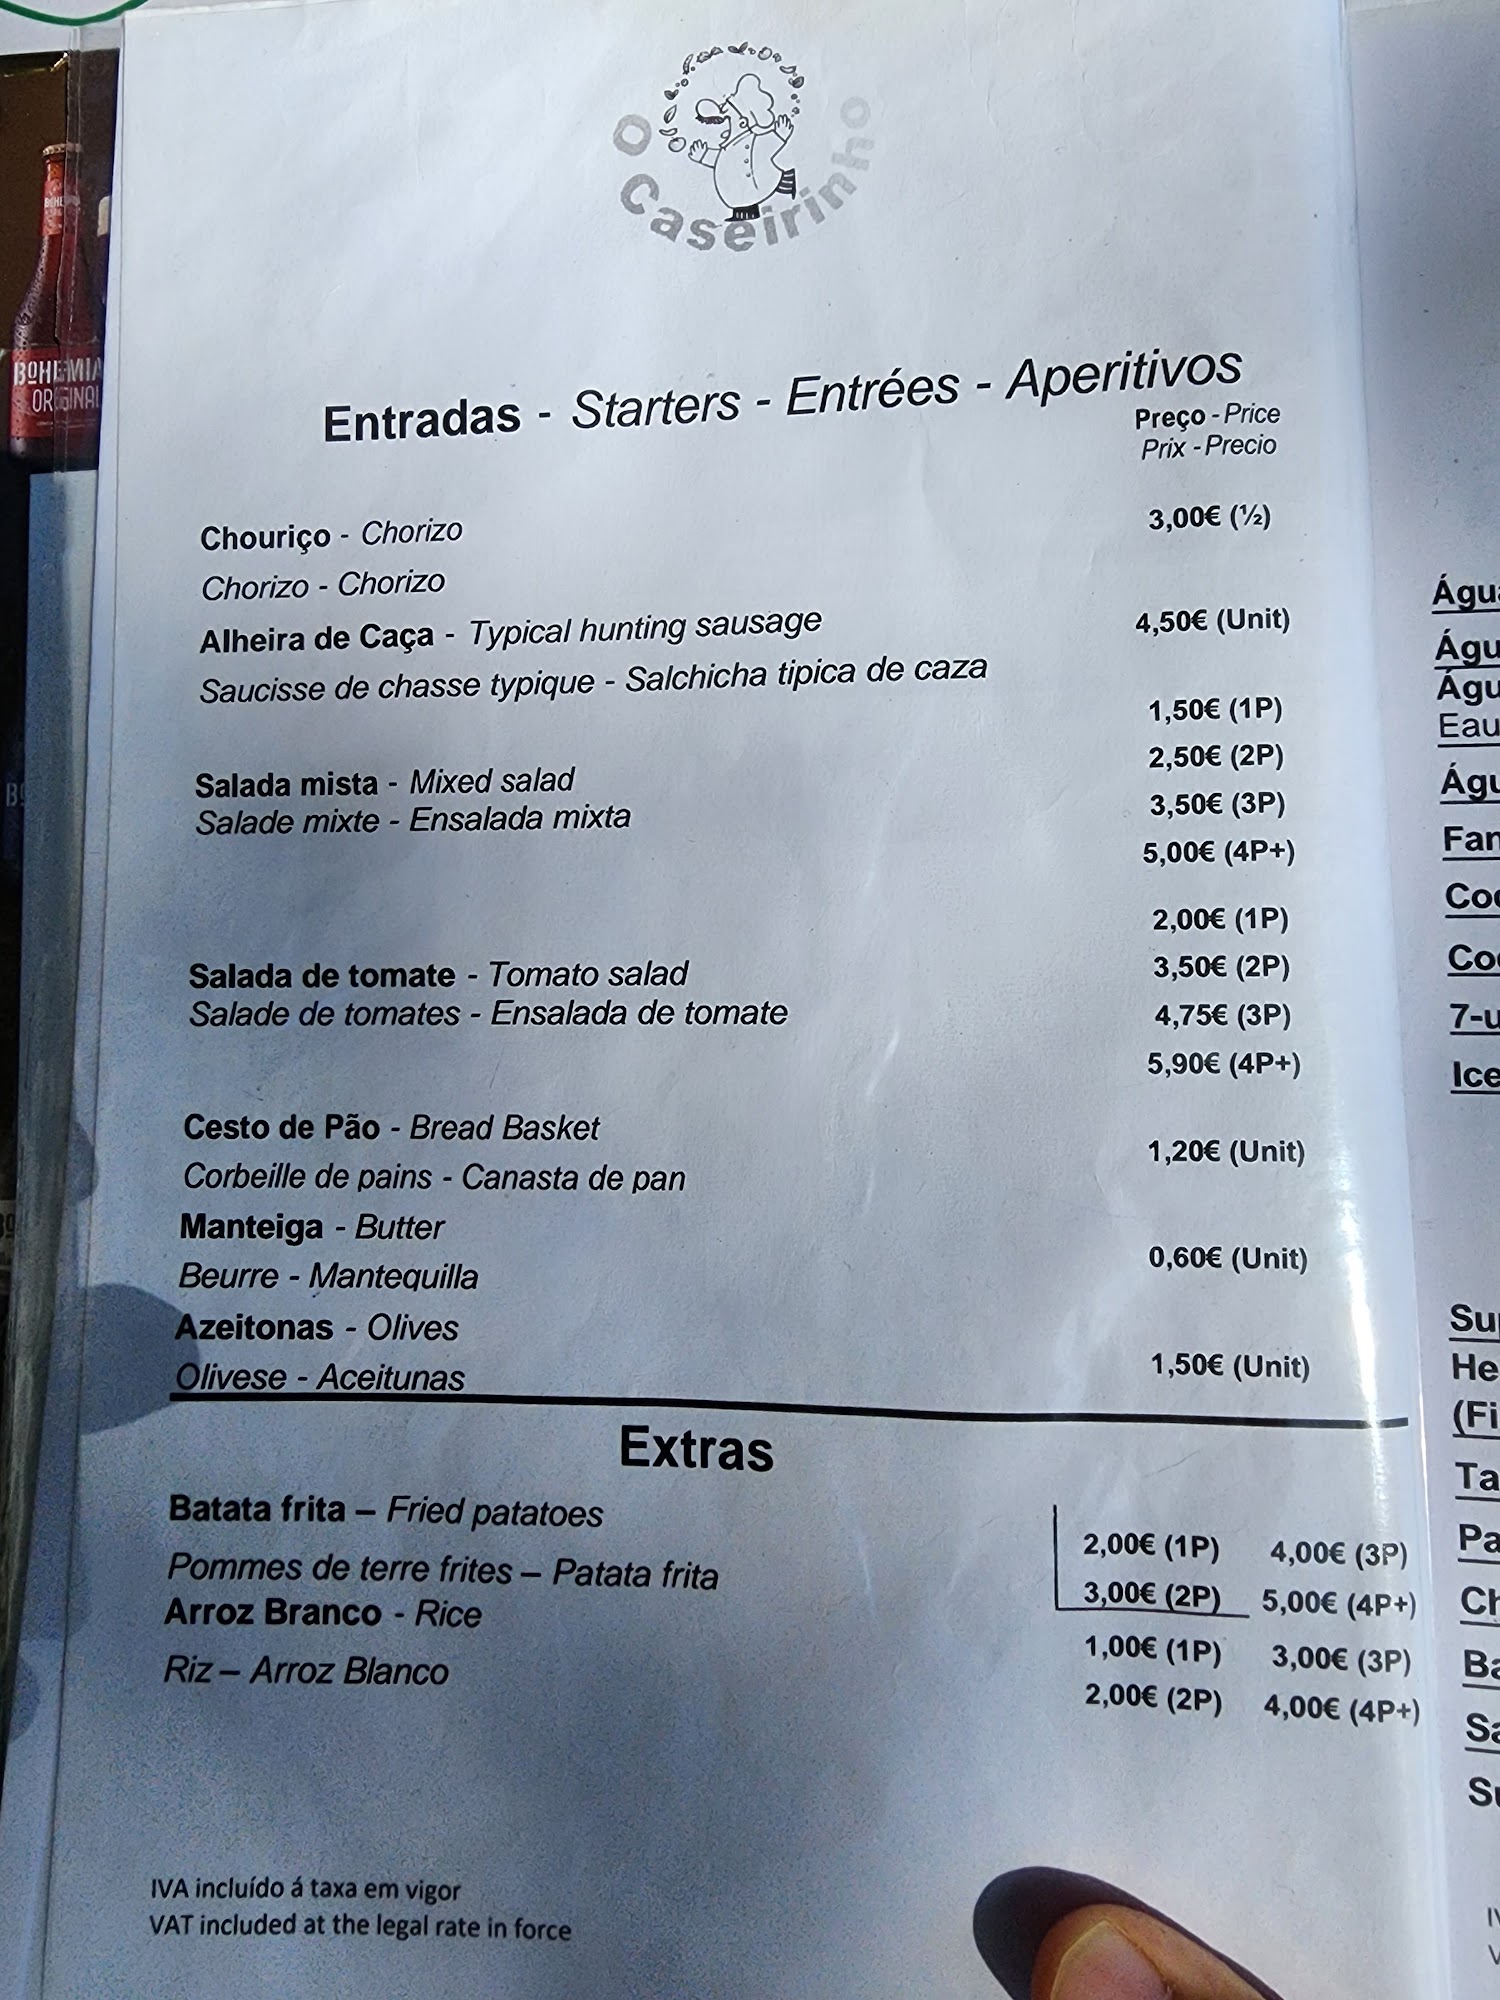 O Caseirinho
Entradas - Starters - Entrées - Aperitivos
Preço - Price
Prix - Precio
Chouriço - Chorizo 3,00€ (½)
Chorizo - Chorizo
Alheira de Caça - Typical hunting sausage 4,50€ (Unit)
Saucisse de chasse typique - Salchicha tipica de caza
1,50€ (1P)
2,50€ (2P)
Salada mista - Mixed salad
Salade mixte - Ensalada mixta
3,50€ (3P)
5,00€ (4P+)
2,00€ (1P)
Salada de tomate - Tomato salad 3,50€ (2P)
Salade de tomates - Ensalada de tomate 4,75€ (3P)
5,90€ (4P+)
Cesto de Pão - Bread Basket
Corbeille de pains - Canasta de pan
1,20€ (Unit)
Manteiga - Butter
Beurre - Mantequilla
0,60€ (Unit)
Azeitonas - Olives
Olivese - Aceitunas
1,50€ (Unit)
Extras
Batata frita – Fried patatoes
Pommes de terre frites – Patata frita
2,00€ (1P) 4,00€ (3P)
3,00€ (2P) 5,00€ (4P+)
Arroz Branco - Rice
Riz – Arroz Blanco
1,00€ (1P) 3,00€ (3P)
2,00€ (2P) 4,00€ (4P+)
IVA incluído á taxa em vigor
VAT included at the legal rate in force
BOHEMIA
ORIGINAL
Eau
7-u
Ice
He
(Fi